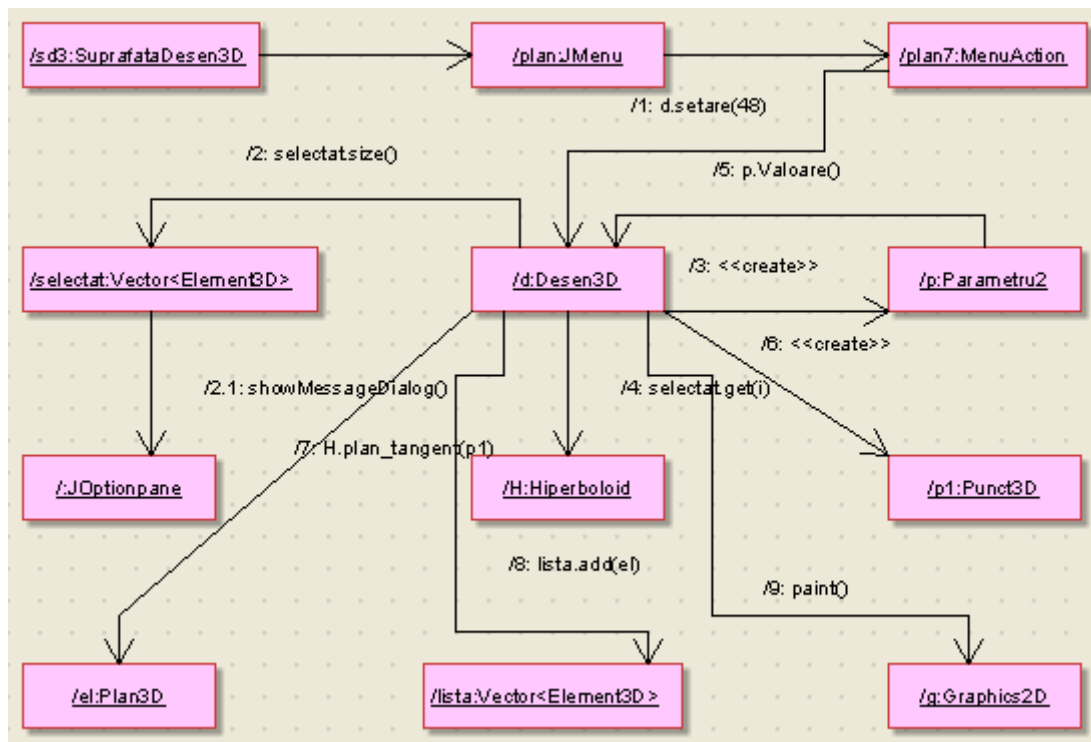 /sd3:SuprafataDesen3D
/plan:JMenu
/plan7:MenuAction
/1: d.setare(48)
/2: selectat.size()
/5: p.Valoare()
/selectat:Vector<Element3D>
/d:Desen3D
/3: <<create>>
/p:Parametru2
/6: <<create>>
/2.1: showMessageDialog()
/4: selectat.get(i)
/7: H.plan_tangent(p1)
/:JOptionpane
/H:Hiperboloid
/p1:Punct3D
/8: lista.add(el)
/9: paint()
/el:Plan3D
/lista:Vector<Element3D>
/g:Graphics2D